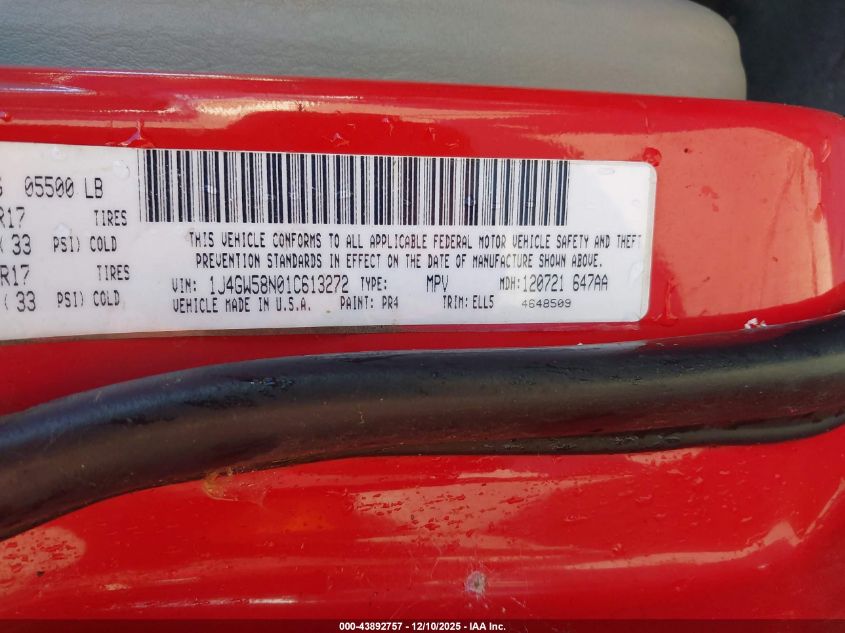 G 05500 LB
R17 TIRES
( 33 PSI) COLD
R17 TIRES
( 33 PSI) COLD
THIS VEHICLE CONFORMS TO ALL APPLICABLE FEDERAL MOTOR VEHICLE SAFETY AND THEFT
PREVENTION STANDARDS IN EFFECT ON THE DATE OF MANUFACTURE SHOWN ABOVE.
VIN: 1J4GW58N01C613272 TYPE: MPV MDH: 120721 647AA
VEHICLE MADE IN U.S.A. PAINT: PR4 TRIM: ELL5 4648509
000-43892757 - 12/10/2025 - IAA Inc.